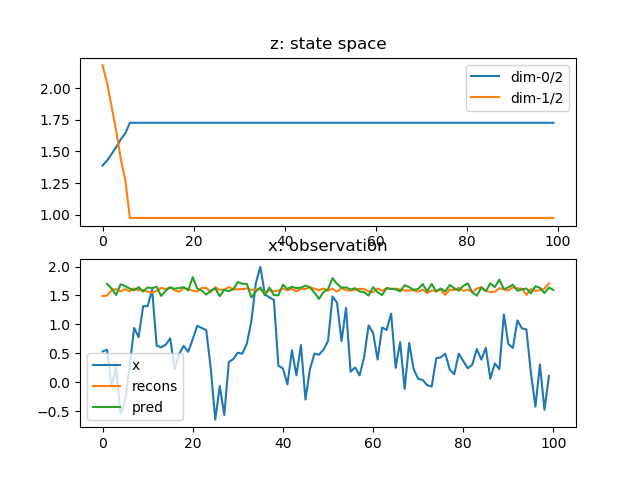 z: state space
2.00
1.75
1.50
1.25
1.00
dim-0/2
dim-1/2
0 20 40 60 80 100
x: observation
2.0
1.5
1.0
0.5
0.0
−0.5
x
recons
pred
0 20 40 60 80 100